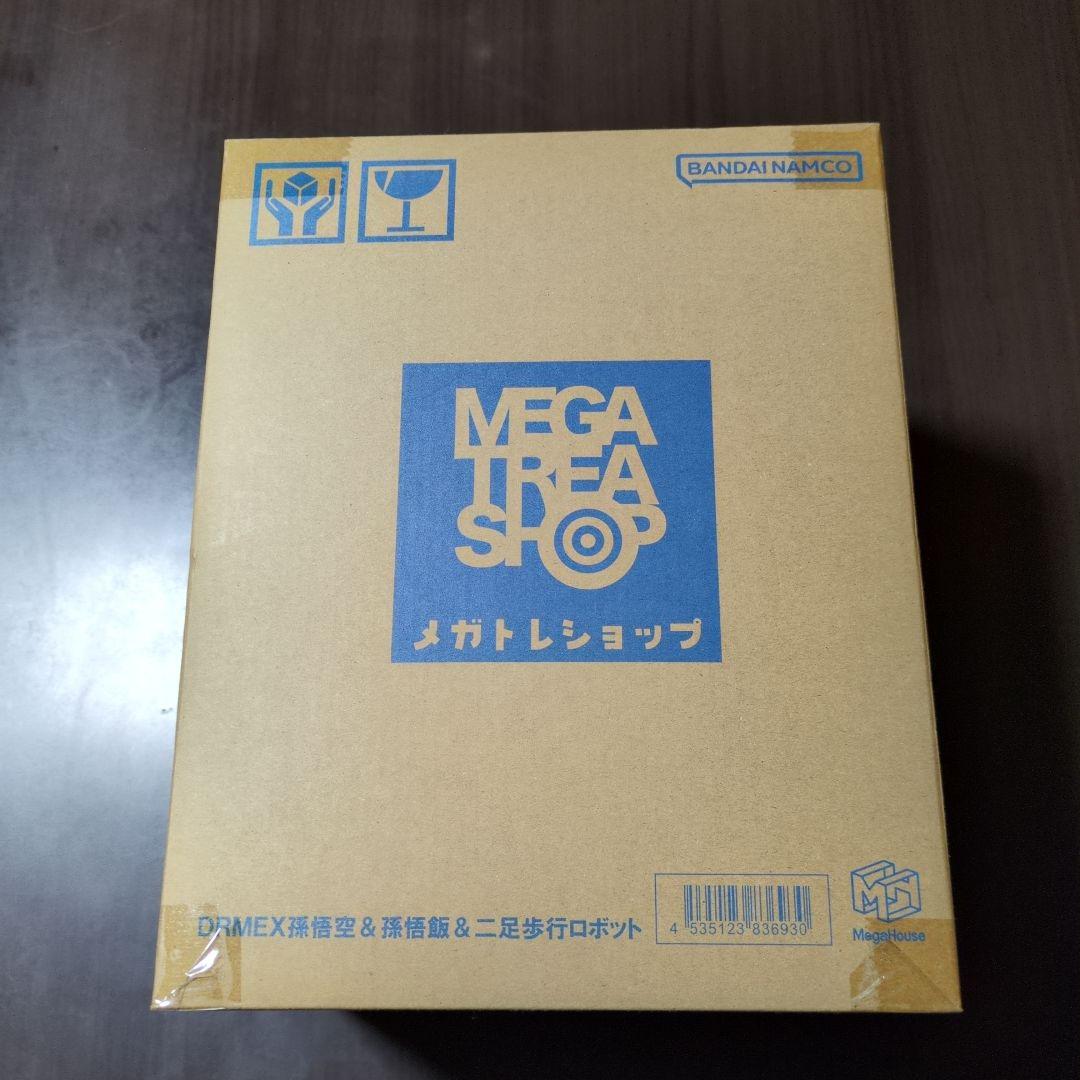 BANDAI NAMCO
MEGA
TREA
SHOP
メガトレショップ
DRMEX孫悟空&孫悟飯&二足歩行ロボット
4 535123 836930
MegaHouse